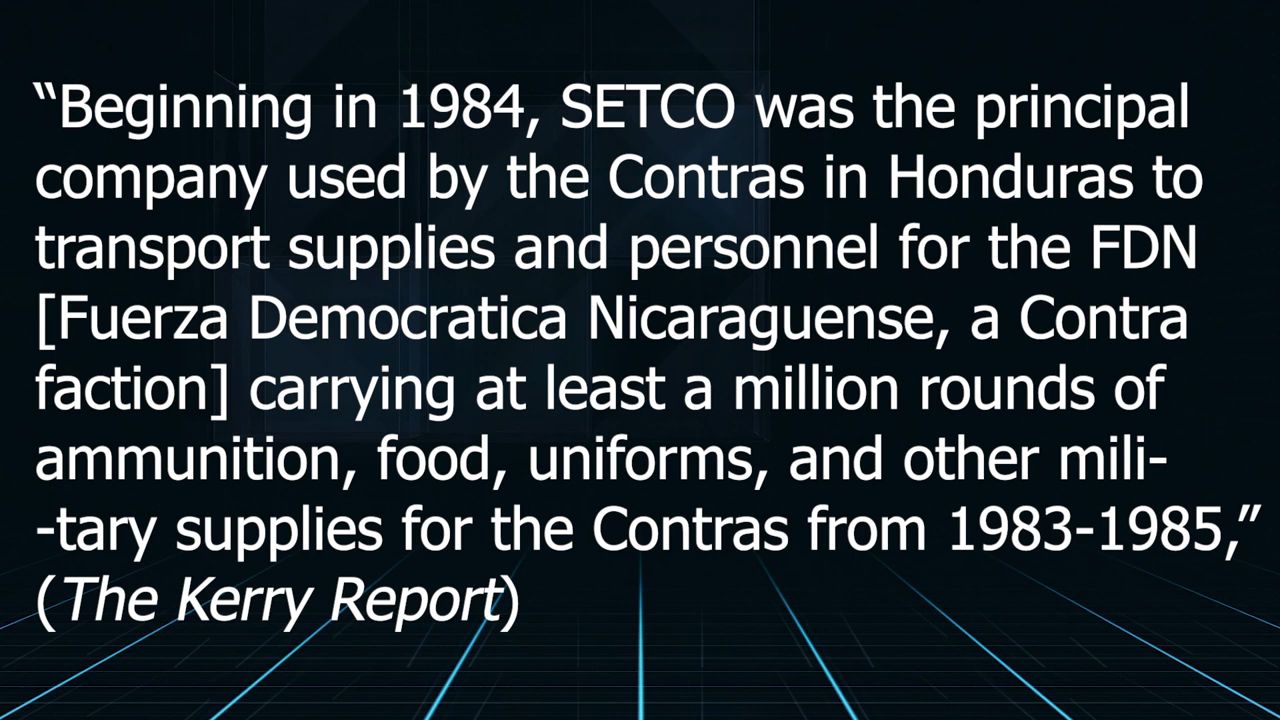 “Beginning in 1984, SETCO was the principal
company used by the Contras in Honduras to
transport supplies and personnel for the FDN
[Fuerza Democratica Nicaraguense, a Contra
faction] carrying at least a million rounds of
ammunition, food, uniforms, and other mili-
-tary supplies for the Contras from 1983-1985,”
(The Kerry Report)